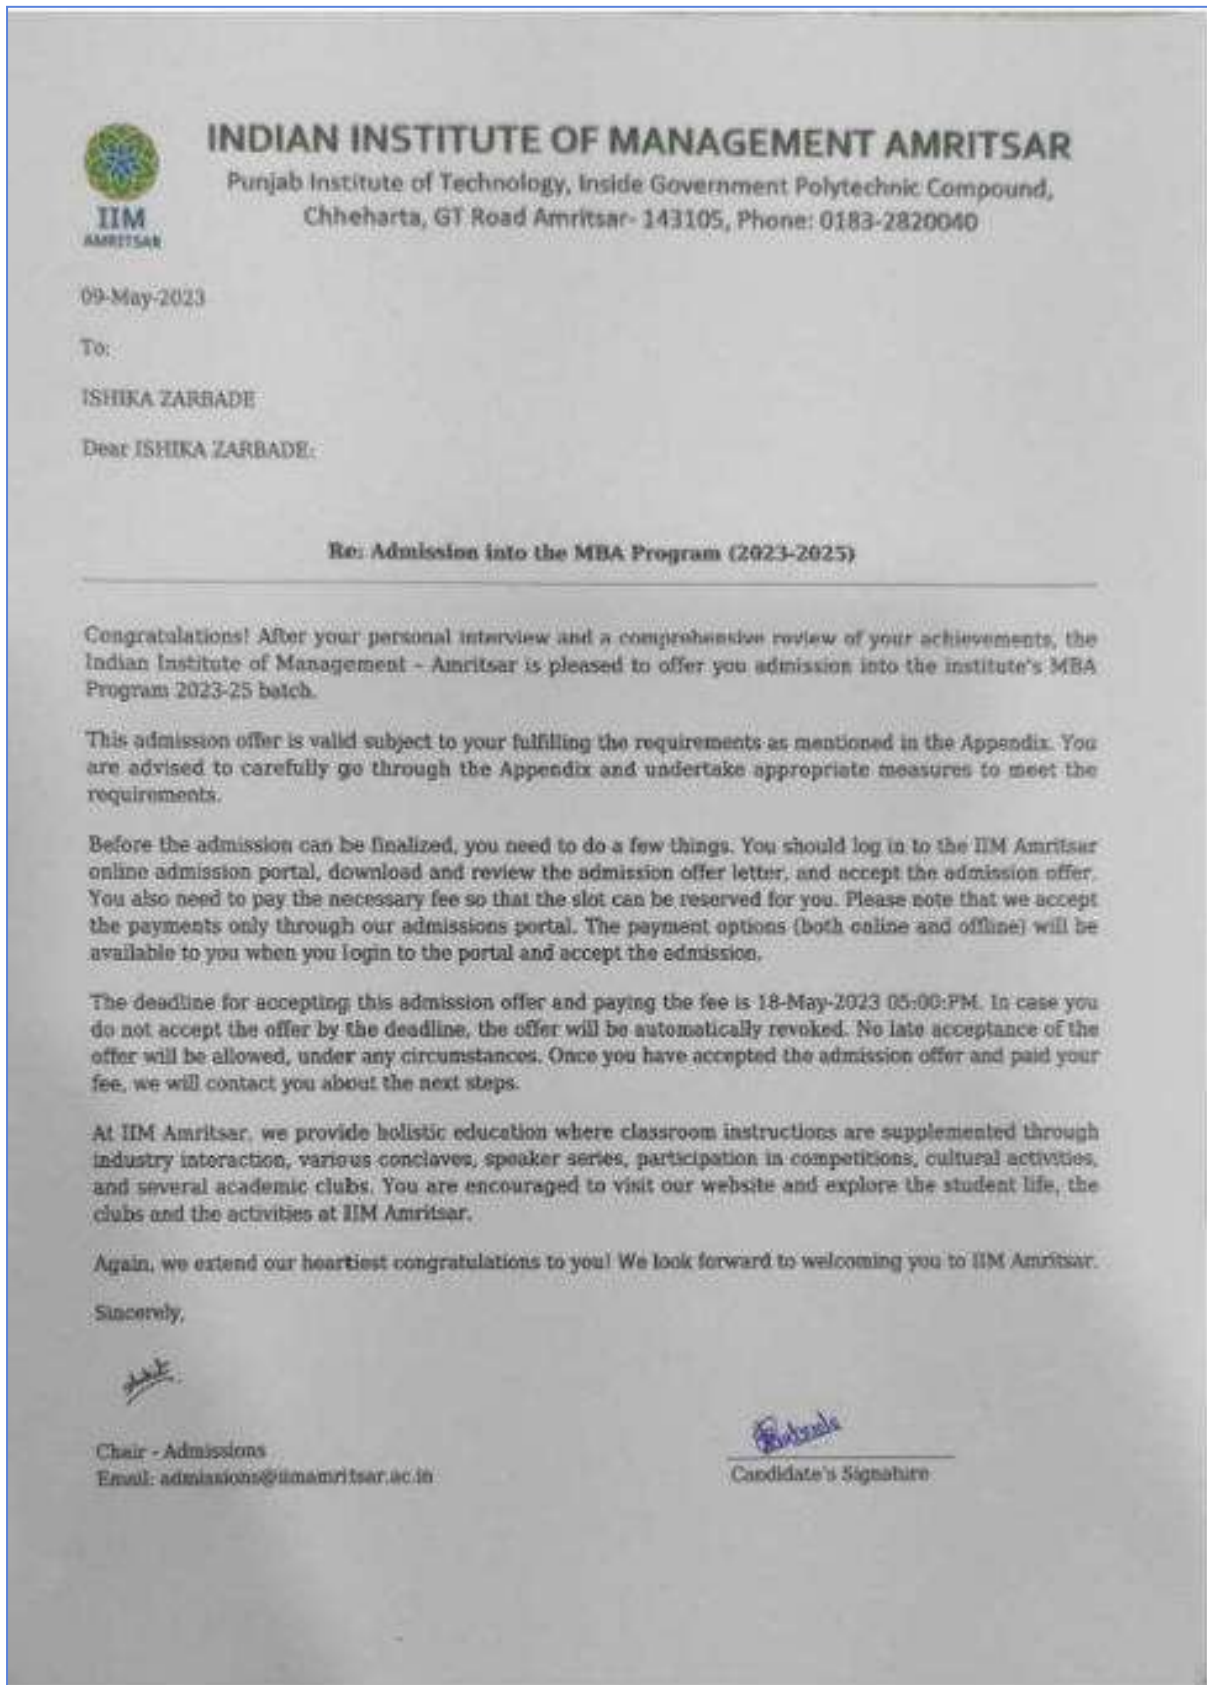 INDIAN INSTITUTE OF MANAGEMENT AMRITSAR
Punjab Institute of Technology, Inside Government Polytechnic Compound,
Chheharta, GT Road Amritsar- 143105, Phone: 0183-2820040
IIM
AMRITSAR
09-May-2023
To:
ISHIKA ZARBADE
Dear ISHIKA ZARBADE:
Re: Admission into the MBA Program (2023-2025)
Congratulations! After your personal interview and a comprehensive review of your achievements, the
Indian Institute of Management - Amritsar is pleased to offer you admission into the institute's MBA
Program 2023-25 batch.
This admission offer is valid subject to your fulfilling the requirements as mentioned in the Appendix. You
are advised to carefully go through the Appendix and undertake appropriate measures to meet the
requirements.
Before the admission can be finalized, you need to do a few things. You should log in to the IIM Amritsar
online admission portal, download and review the admission offer letter, and accept the admission offer.
You also need to pay the necessary fee so that the slot can be reserved for you. Please note that we accept
the payments only through our admissions portal. The payment options (both online and offline) will be
available to you when you login to the portal and accept the admission.
The deadline for accepting this admission offer and paying the fee is 18-May-2023 05:00:PM. In case you
do not accept the offer by the deadline, the offer will be automatically revoked. No late acceptance of the
offer will be allowed, under any circumstances. Once you have accepted the admission offer and paid your
fee, we will contact you about the next steps.
At IIM Amritsar, we provide holistic education where classroom instructions are supplemented through
industry interaction, various conclaves, speaker series, participation in competitions, cultural activities,
and several academic clubs. You are encouraged to visit our website and explore the student life, the
clubs and the activities at IIM Amritsar.
Again, we extend our heartiest congratulations to you! We look forward to welcoming you to IIM Amritsar.
Sincerely,
Chair - Admissions
Email: admissions@iimamritsar.ac.in
Candidate's Signature